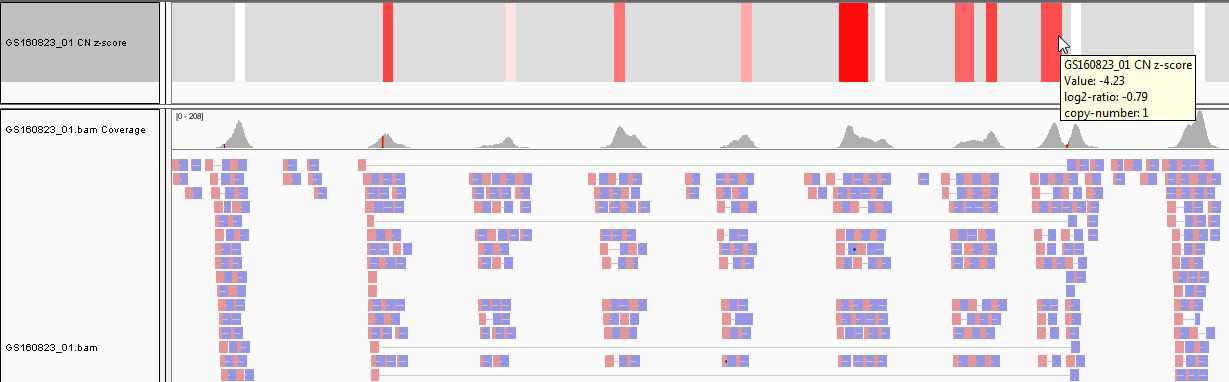 GS160823_01 CN z-score
GS160823_01 CN z-score
Value: -4.23
log2-ratio: -0.79
copy-number: 1
[0 - 208]
GS160823_01.bam Coverage
GS160823_01.bam